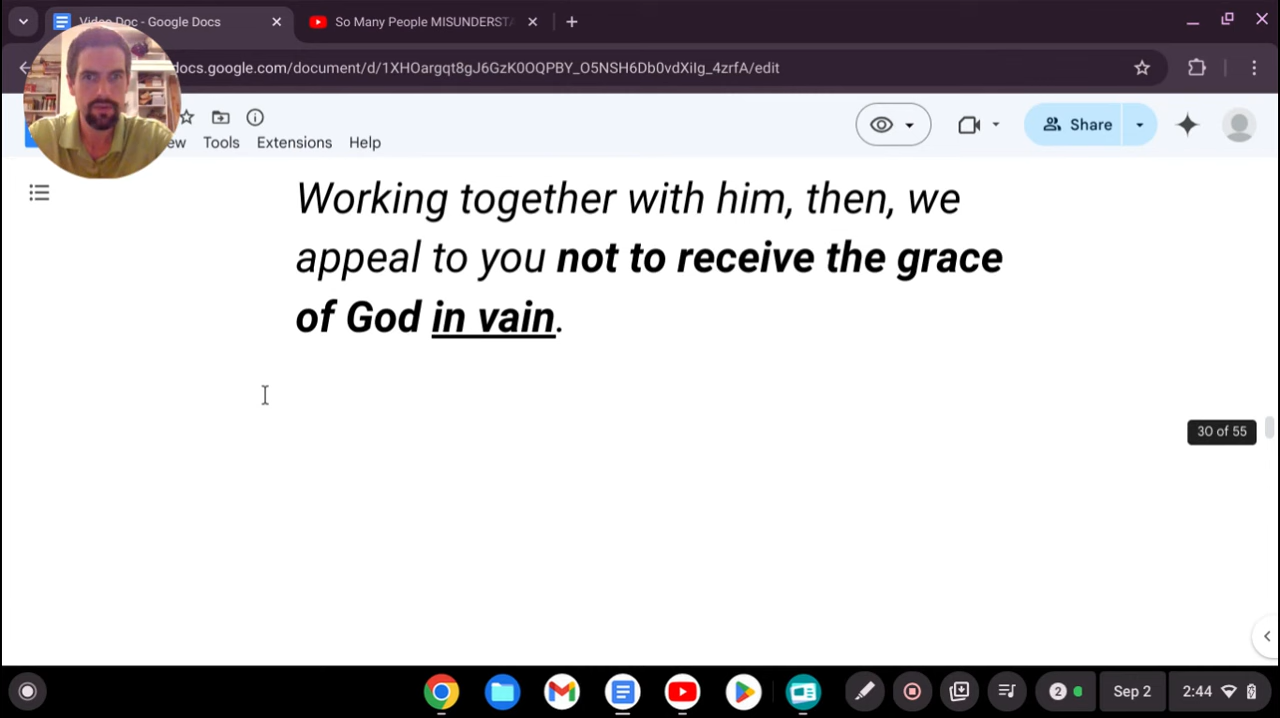 Video Doc - Google Docs
So Many People MISUNDERST
docs.google.com/document/d/1XHOargqt8gJ6GzK0OQPBY_O5NSH6Db0vdXiIg_4zrfA/edit
Share
ew Tools Extensions Help
Working together with him, then, we
appeal to you not to receive the grace
of God in vain.
30 of 55
2
Sep 2
2:44